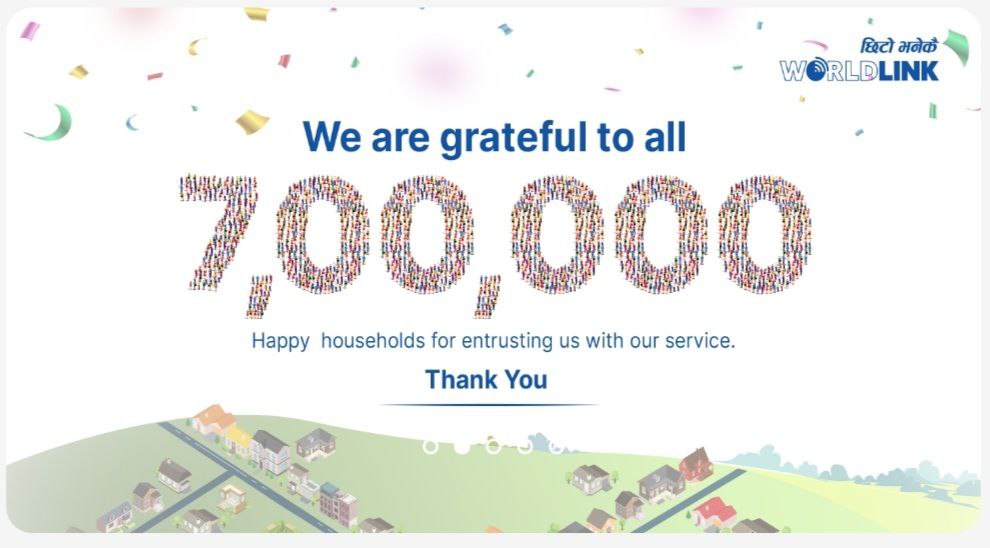 छिटो भनेकै
WORLDLINK
We are grateful to all
7,00,000
Happy households for entrusting us with our service.
Thank You